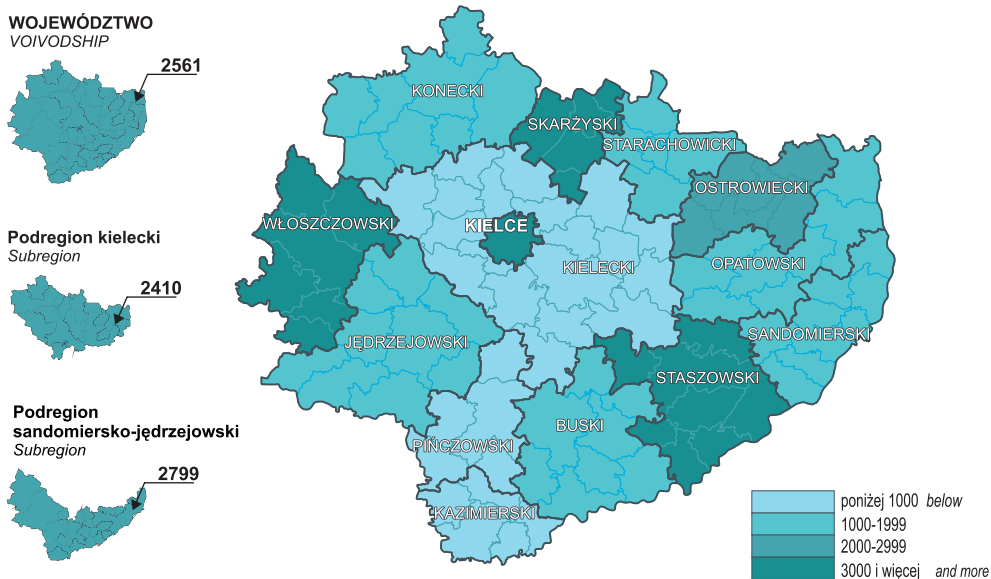 WOJEWÓDZTWO
VOIVODSHIP
2561
Podregion kielecki
Subregion
2410
Podregion
sandomiersko-jędrzejowski
Subregion
2799
KONECKI
SKARŻYSKI
STARACHOWICKI
OSTROWIECKI
WŁOSZCZOWSKI
KIELCE
KIELECKI
OPATOWSKI
SANDOMIERSKI
JĘDRZEJOWSKI
STASZOWSKI
BUSKI
PIŃCZOWSKI
KAZIMIERSKI
poniżej 1000 below
1000-1999
2000-2999
3000 i więcej and more